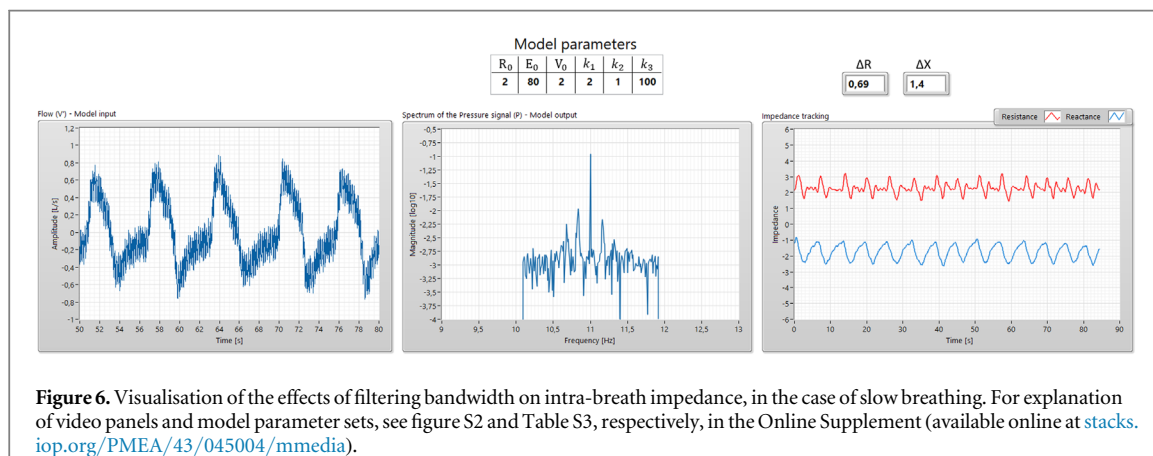 Model parameters
R0 E0 V0 k1 k2 k3
2 80 2 2 1 100
ΔR ΔX
0,69 1,4
Flow (V') - Model input
1,2
1
0,8
0,6
0,4
0,2
0
-0,2
-0,4
-0,6
-0,8
-1
Amplitude [L/s]
50 52 54 56 58 60 62 64 66 68 70 72 74 76 78 80
Time [s]
Spectrum of the Pressure signal (P) - Model output
-0,5
-0,75
-1
-1,25
-1,5
-1,75
-2
-2,25
-2,5
-2,75
-3
-3,25
-3,5
-3,75
-4
Magnitude [log10]
9 9,5 10 10,5 11 11,5 12 12,5 13
Frequency [Hz]
Impedance tracking
Resistance Reactance
6
5
4
3
2
1
0
-1
-2
-3
-4
-5
-6
Impedance
0 10 20 30 40 50 60 70 80 90
Time [s]
Figure 6. Visualisation of the effects of filtering bandwidth on intra-breath impedance, in the case of slow breathing. For explanation
of video panels and model parameter sets, see figure S2 and Table S3, respectively, in the Online Supplement (available online at stacks.
iop.org/PMEA/43/045004/mmedia).